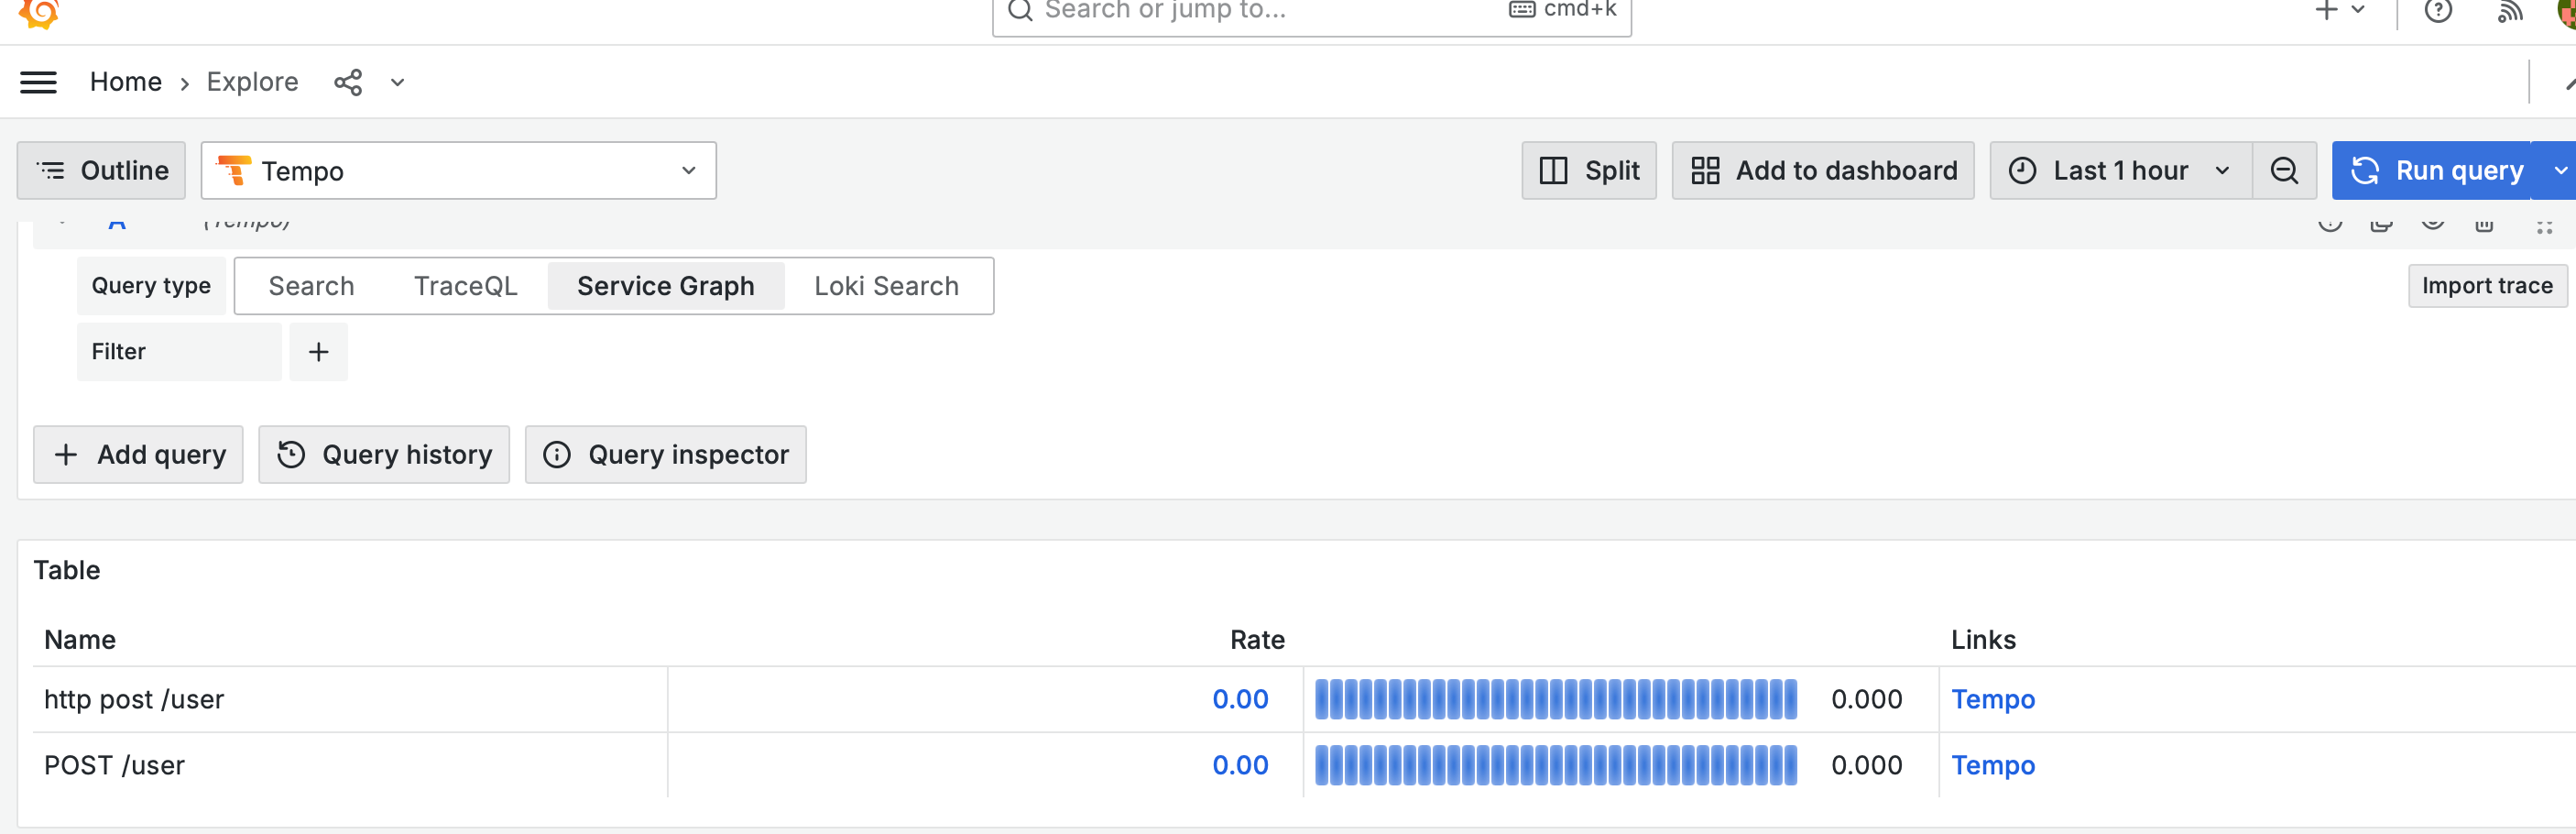 Search or jump to... cmd+k
Home › Explore
Outline Tempo Split Add to dashboard Last 1 hour Run query
A (Tempo)
Query type Search TraceQL Service Graph Loki Search Import trace
Filter +
+ Add query Query history Query inspector
Table
Name Rate Links
http post /user 0.00 0.000 Tempo
POST /user 0.00 0.000 Tempo